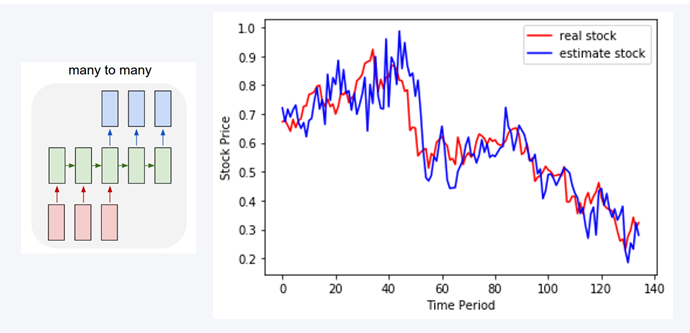 many to many
real stock
estimate stock
Stock Price
1.0
0.9
0.8
0.7
0.6
0.5
0.4
0.3
0.2
0 20 40 60 80 100 120 140
Time Period